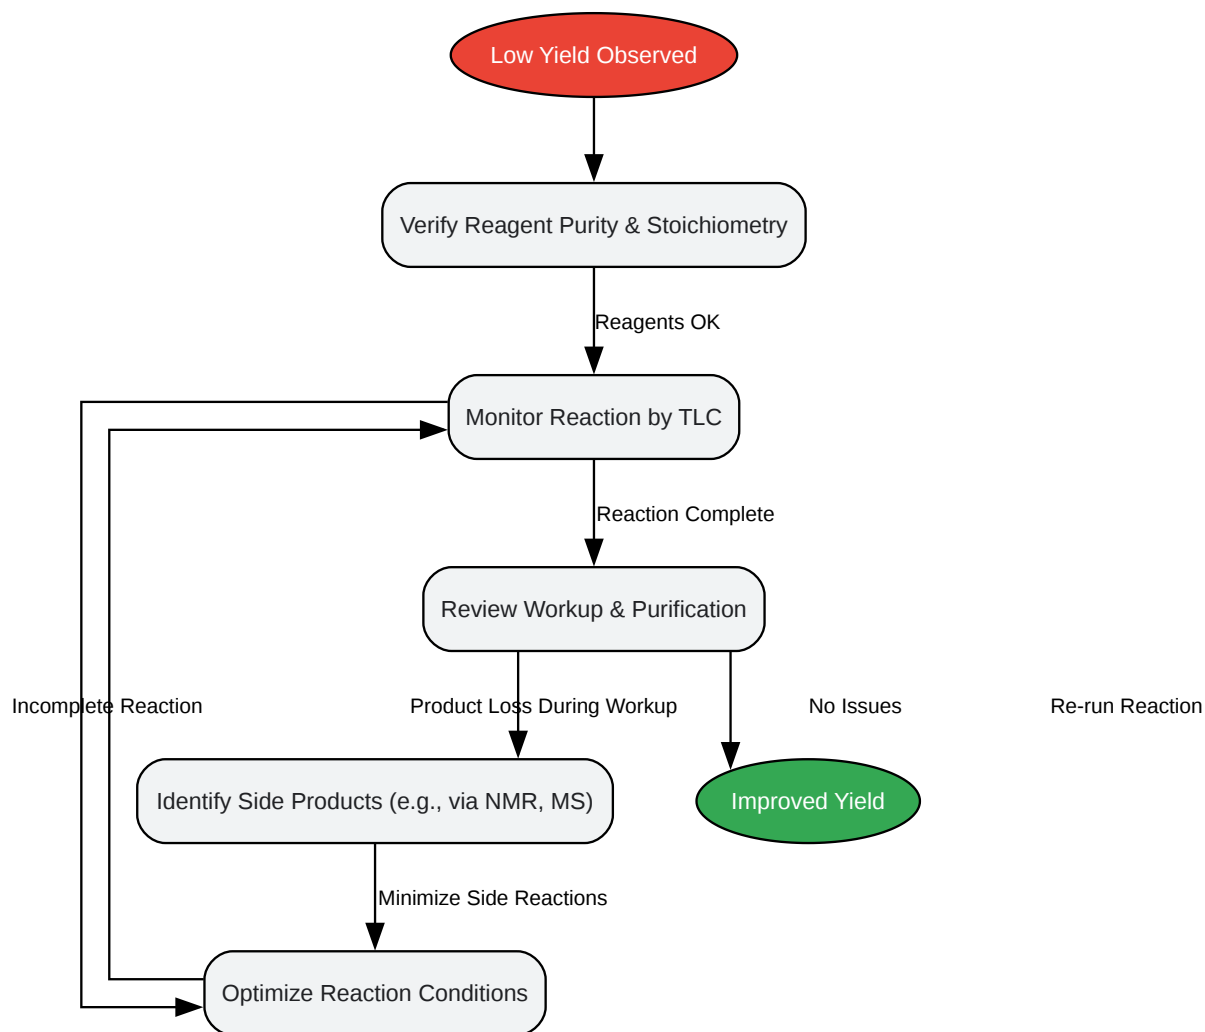 Low Yield Observed
Verify Reagent Purity & Stoichiometry
Reagents OK
Monitor Reaction by TLC
Reaction Complete
Review Workup & Purification
Incomplete Reaction
Product Loss During Workup
No Issues
Re-run Reaction
Identify Side Products (e.g., via NMR, MS)
Improved Yield
Minimize Side Reactions
Optimize Reaction Conditions